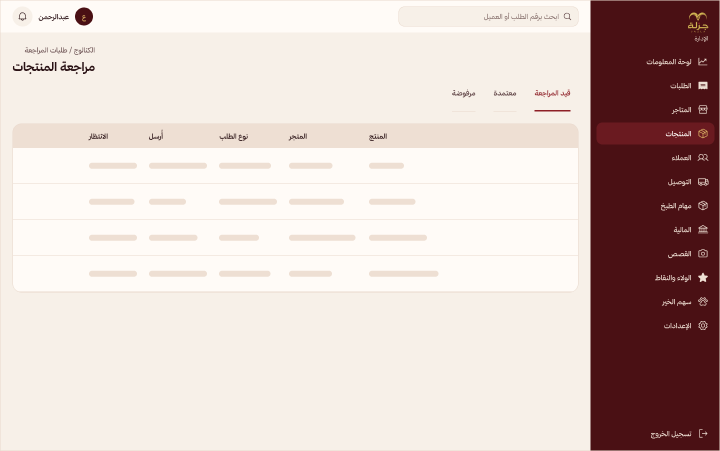 جزلة
الإدارة
لوحة المعلومات
الطلبات
المتاجر
المنتجات
العملاء
التوصيل
مهام الطبخ
المالية
القصص
الولاء والنقاط
سهم الخير
الإعدادات
تسجيل الخروج
ابحث برقم الطلب أو العميل
ع
عبدالرحمن
الكتالوج / طلبات المراجعة
مراجعة المنتجات
قيد المراجعة
معتمدة
مرفوضة
المنتج
المتجر
نوع الطلب
أُرسل
الانتظار